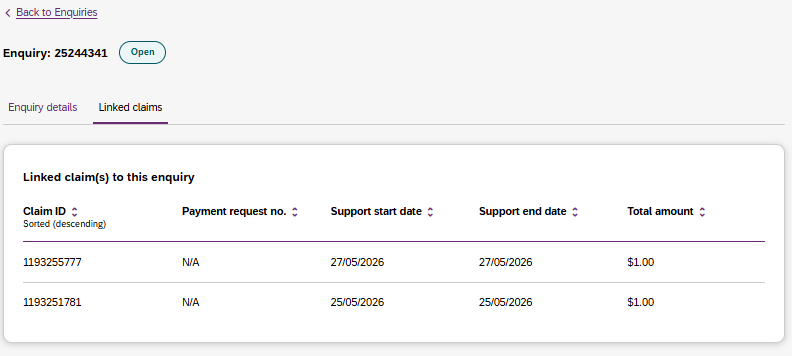 Back to Enquiries
Enquiry: 25244341 Open
Enquiry details Linked claims
Linked claim(s) to this enquiry
Claim ID Payment request no. Support start date Support end date Total amount
Sorted (descending)
1193255777 N/A 27/05/2026 27/05/2026 $1.00
1193251781 N/A 25/05/2026 25/05/2026 $1.00